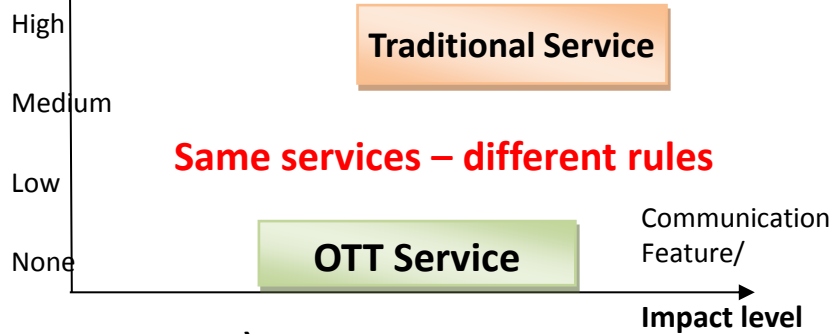 High
Traditional Service
Medium
Same services – different rules
Low
Communication
Feature/
None
OTT Service
Impact level